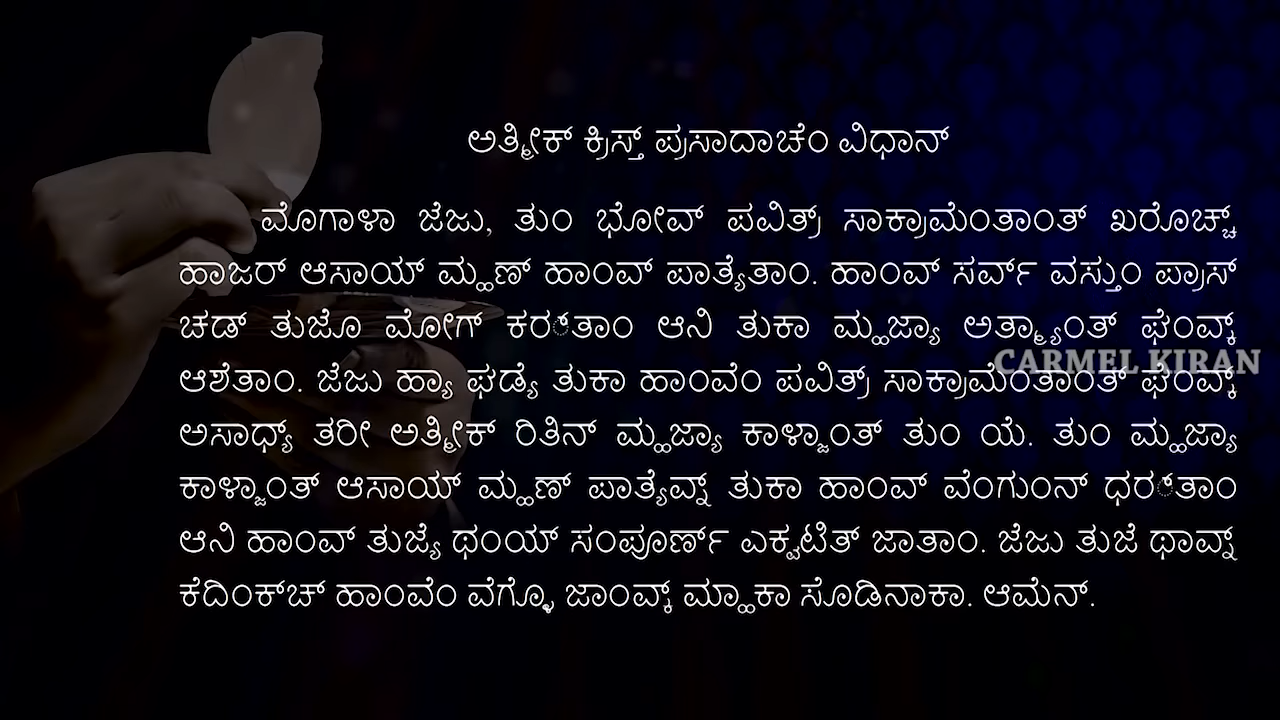 ಅತ್ಮೀಕ್ ಕ್ರಿಸ್ತ್ ಪ್ರಸಾದಾಚೆಂ ವಿಧಾನ್
ಮೊಗಾಳಾ ಜೆಜು, ತುಂ ಭೋವ್ ಪವಿತ್ರ್ ಸಾಕ್ರಾಮೆಂತಾಂತ್ ಖರೊಚ್ಚ್
ಹಾಜರ್ ಆಸಾಯ್ ಮ್ಹಣ್ ಹಾಂವ್ ಪಾತ್ಯೆತಾಂ. ಹಾಂವ್ ಸರ್ವ್ ವಸ್ತುಂ ಪ್ರಾಸ್
ಚಡ್ ತುಜೊ ಮೋಗ್ ಕರ‍್ತಾಂ ಆನಿ ತುಕಾ ಮ್ಹಜ್ಯಾ ಅತ್ಮ್ಯಾಂತ್ ಘೆಂವ್ಕ್
CARMEL KIRAN
ಆಶೆತಾಂ. ಜೆಜು ಹ್ಯಾ ಘಡ್ಯೆ ತುಕಾ ಹಾಂವೆಂ ಪವಿತ್ರ್ ಸಾಕ್ರಾಮೆಂತಾಂತ್ ಘೆಂವ್ಕ್
ಅಸಾಧ್ಯ್ ತರೀ ಅತ್ಮೀಕ್ ರಿತಿನ್ ಮ್ಹಜ್ಯಾ ಕಾಳ್ಜಾಂತ್ ತುಂ ಯೆ. ತುಂ ಮ್ಹಜ್ಯಾ
ಕಾಳ್ಜಾಂತ್ ಆಸಾಯ್ ಮ್ಹಣ್ ಪಾತ್ಯೆವ್ನ್ ತುಕಾ ಹಾಂವ್ ವೆಂಗುಂನ್ ಧರ‍್ತಾಂ
ಆನಿ ಹಾಂವ್ ತುಜ್ಯೆ ಥಂಯ್ ಸಂಪೂರ್ಣ್ ಎಕ್ವಟಿತ್ ಜಾತಾಂ. ಜೆಜು ತುಜೆ ಥಾವ್ನ್
ಕೆದಿಂಕ್‌ಚ್ ಹಾಂವೆಂ ವೆಗ್ಳೊ ಜಾಂವ್ಕ್ ಮ್ಹಾಕಾ ಸೊಡಿನಾಕಾ. ಆಮೆನ್.